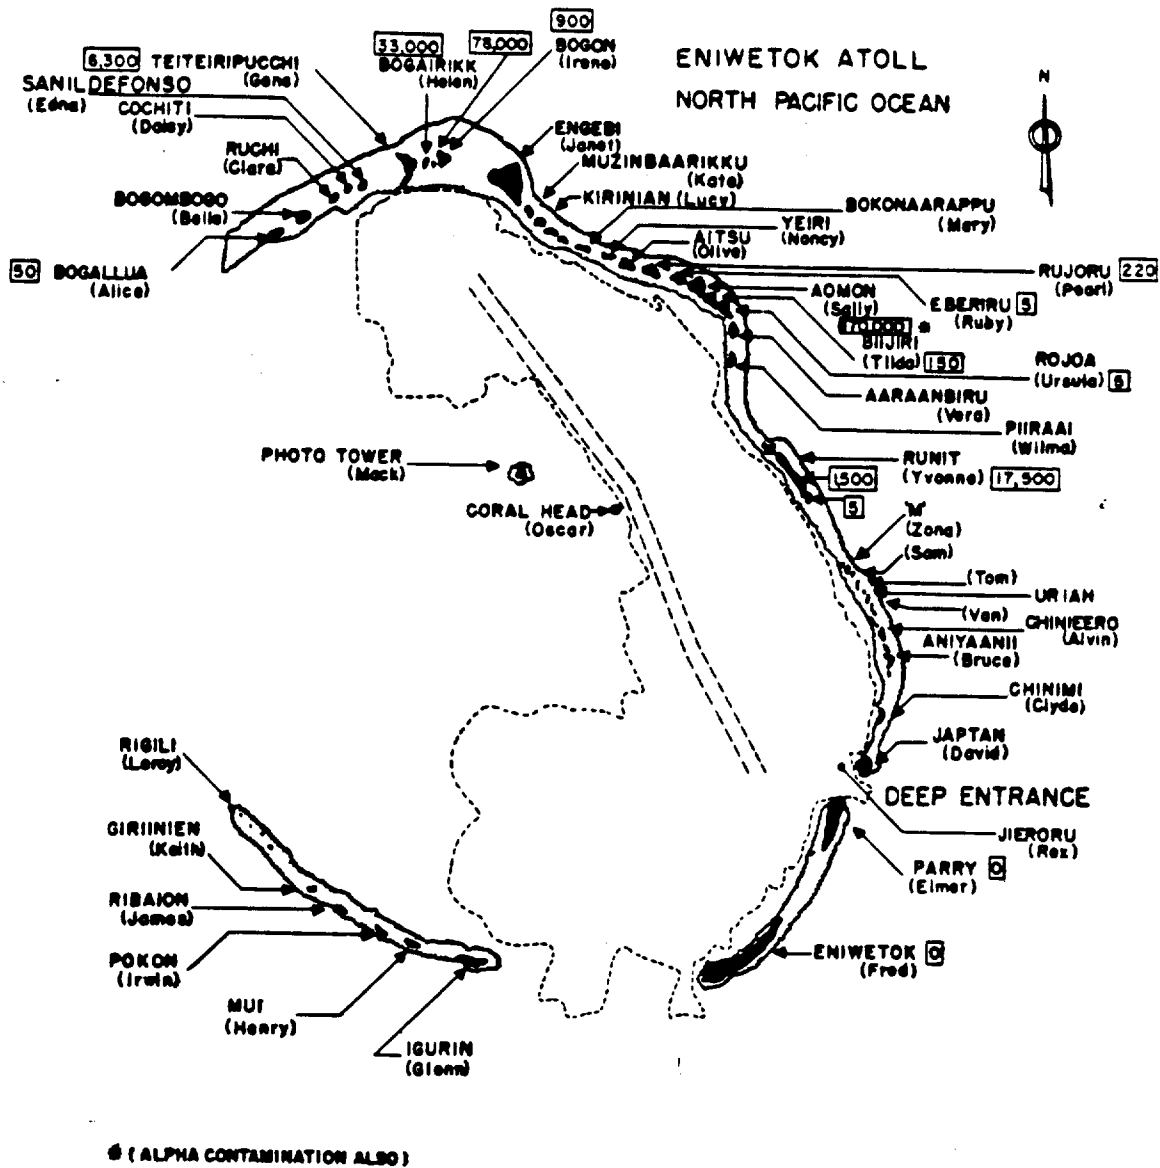 900
33,000
78,000
BOGON
(Irene)
ENIWETOK ATOLL
NORTH PACIFIC OCEAN
N
6,300 TEITEIRIPUCCHI
(Gene)
BOGAIRIKK
(Helen)
SANILDEFONSO
(Edna)
COCHITI
(Daisy)
RUCHI
(Clara)
BOGOMBOGO
(Belle)
50 BOGALLUA
(Alice)
ENGEBI
(Janet)
MUZINBAARIKKU
(Kate)
KIRINIAN (Lucy)
BOKONAARAPPU
(Mary)
YEIRI
(Nancy)
AITSU
(Olive)
RUJORU 220
(Pearl)
EBERIRU 5
(Ruby)
AOMON
(Sally)
*
BIIJIRI
(Tilda) 150
ROJOA
(Ursula) 5
AARAANBIRU
(Vera)
PIIRAAI
(Wilma)
RUNIT
1,500 (Yvonne) 17,500
5
PHOTO TOWER
(Mack)
CORAL HEAD
(Oscar)
"M"
(Zona)
(Sam)
(Tom)
URIAH
(Van)
CHINIEERO
(Alvin)
ANIYAANII
(Bruce)
CHINIMI
(Clyde)
JAPTAN
(David)
DEEP ENTRANCE
JIERORU
(Rex)
PARRY 0
(Elmer)
ENIWETOK 0
(Fred)
RIGILI
(Leroy)
GIRIINIEN
(Keith)
RIBAION
(James)
POKON
(Irwin)
MUI
(Henry)
IGURIN
(Glenn)
* (ALPHA CONTAMINATION ALSO)